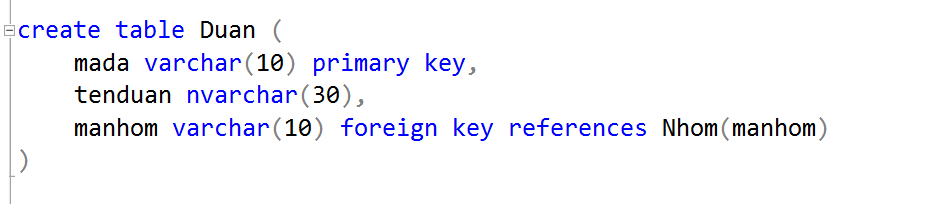 create table Duan (
    mada varchar(10) primary key,
    tenduan nvarchar(30),
    manhom varchar(10) foreign key references Nhom(manhom)
)